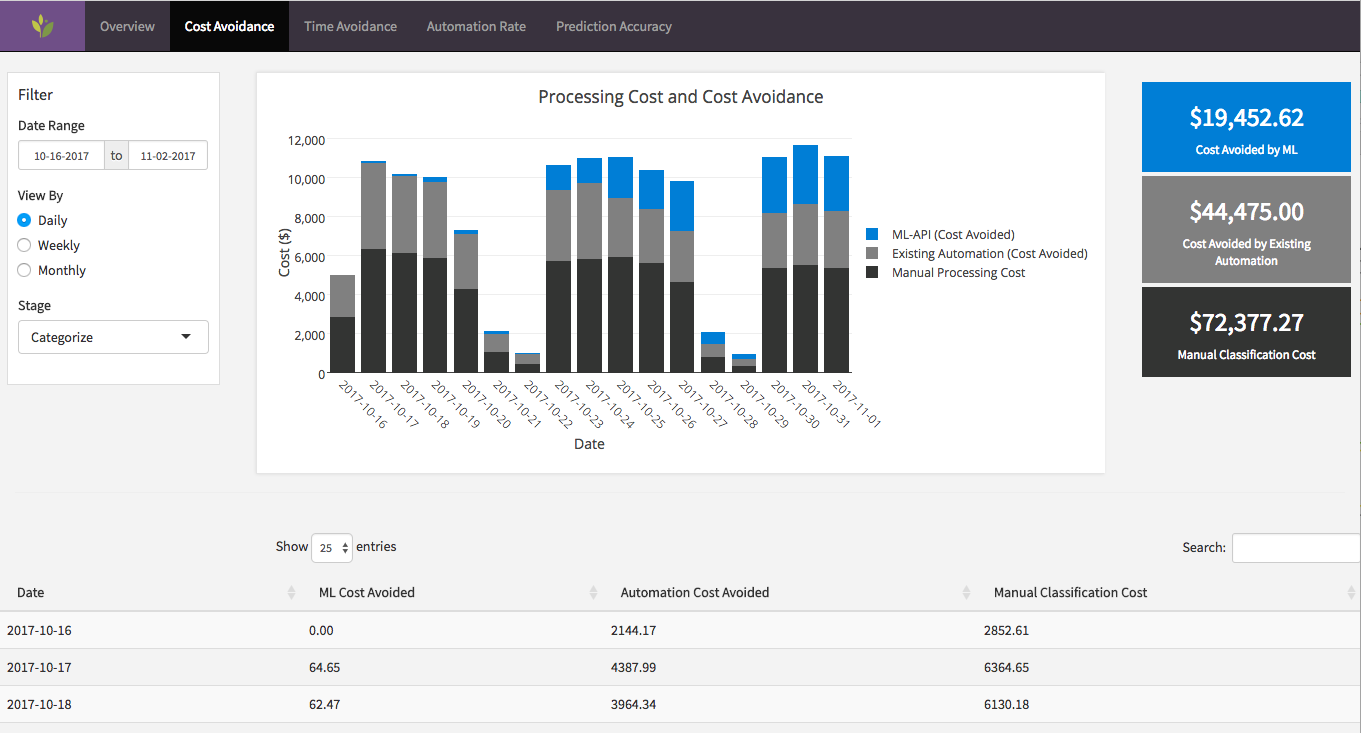 Overview Cost Avoidance Time Avoidance Automation Rate Prediction Accuracy
Filter
Date Range
10-16-2017 to 11-02-2017
View By
Daily
Weekly
Monthly
Stage
Categorize
Processing Cost and Cost Avoidance
Cost ($)
12,000
10,000
8,000
6,000
4,000
2,000
0
2017-10-16
2017-10-17
2017-10-18
2017-10-19
2017-10-20
2017-10-21
2017-10-22
2017-10-23
2017-10-24
2017-10-25
2017-10-26
2017-10-27
2017-10-28
2017-10-29
2017-10-30
2017-10-31
2017-11-01
Date
ML-API (Cost Avoided)
Existing Automation (Cost Avoided)
Manual Processing Cost
$19,452.62
Cost Avoided by ML
$44,475.00
Cost Avoided by Existing
Automation
$72,377.27
Manual Classification Cost
Show 25 entries
Search:
Date ML Cost Avoided Automation Cost Avoided Manual Classification Cost
2017-10-16 0.00 2144.17 2852.61
2017-10-17 64.65 4387.99 6364.65
2017-10-18 62.47 3964.34 6130.18